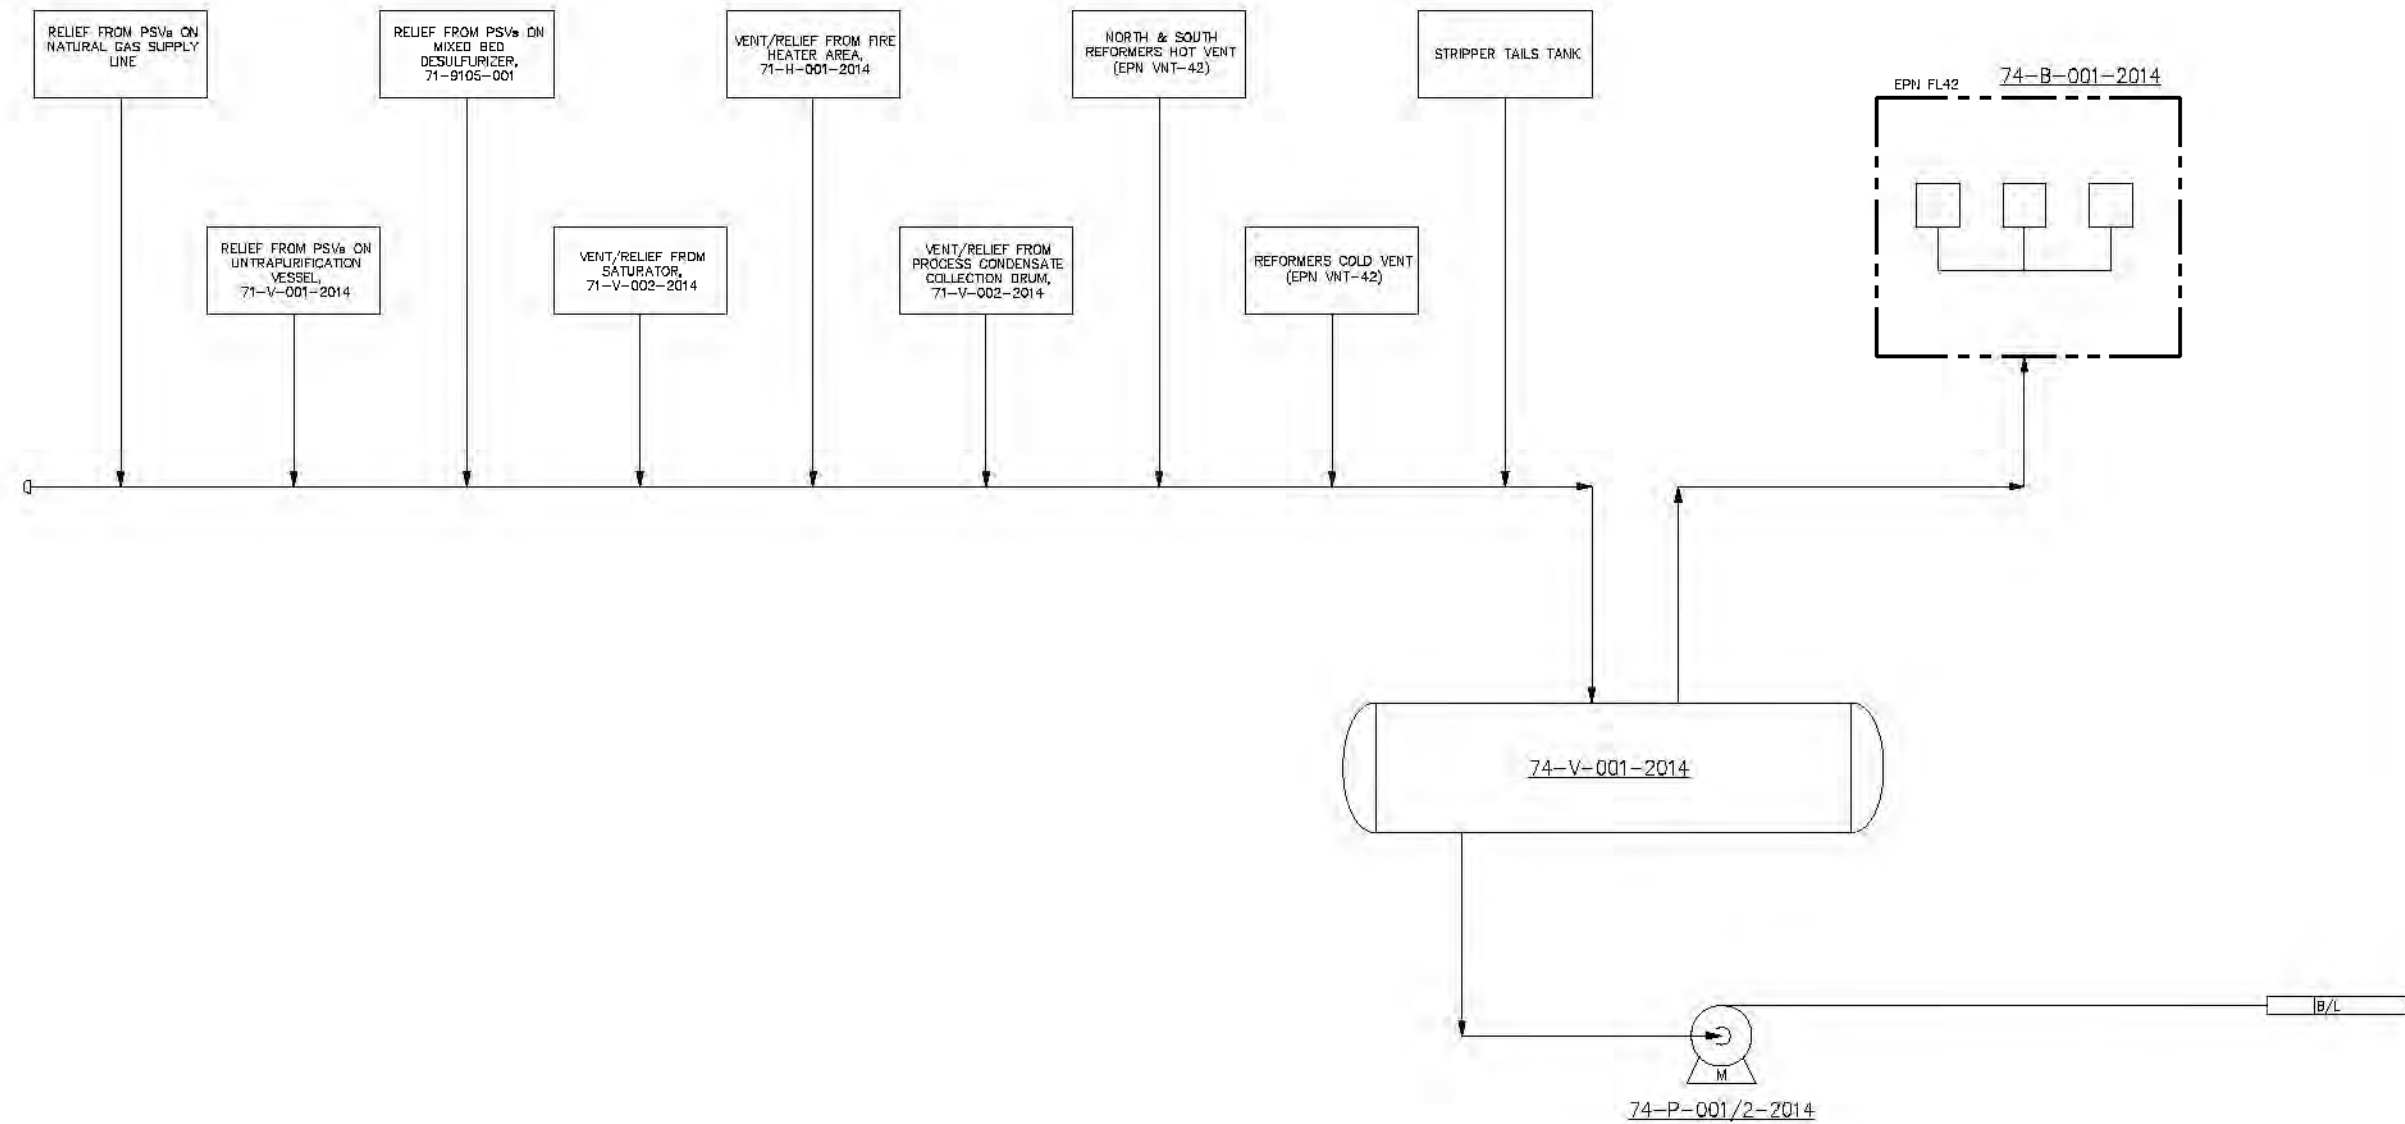 RELIEF FROM PSVs ON
NATURAL GAS SUPPLY
LINE
RELIEF FROM PSVs ON
MIXED BED
DESULFURIZER,
71-9105-001
VENT/RELIEF FROM FIRE
HEATER AREA,
71-H-001-2014
NORTH & SOUTH
REFORMERS HOT VENT
(EPN VNT-42)
STRIPPER TAILS TANK
EPN FL42
74-B-001-2014
RELIEF FROM PSVs ON
UNTRAPURIFICATION
VESSEL,
71-V-001-2014
VENT/RELIEF FROM
SATURATOR,
71-V-002-2014
VENT/RELIEF FROM
PROCESS CONDENSATE
COLLECTION DRUM,
71-V-002-2014
REFORMERS COLD VENT
(EPN VNT-42)
74-V-001-2014
B/L
M
74-P-001/2-2014